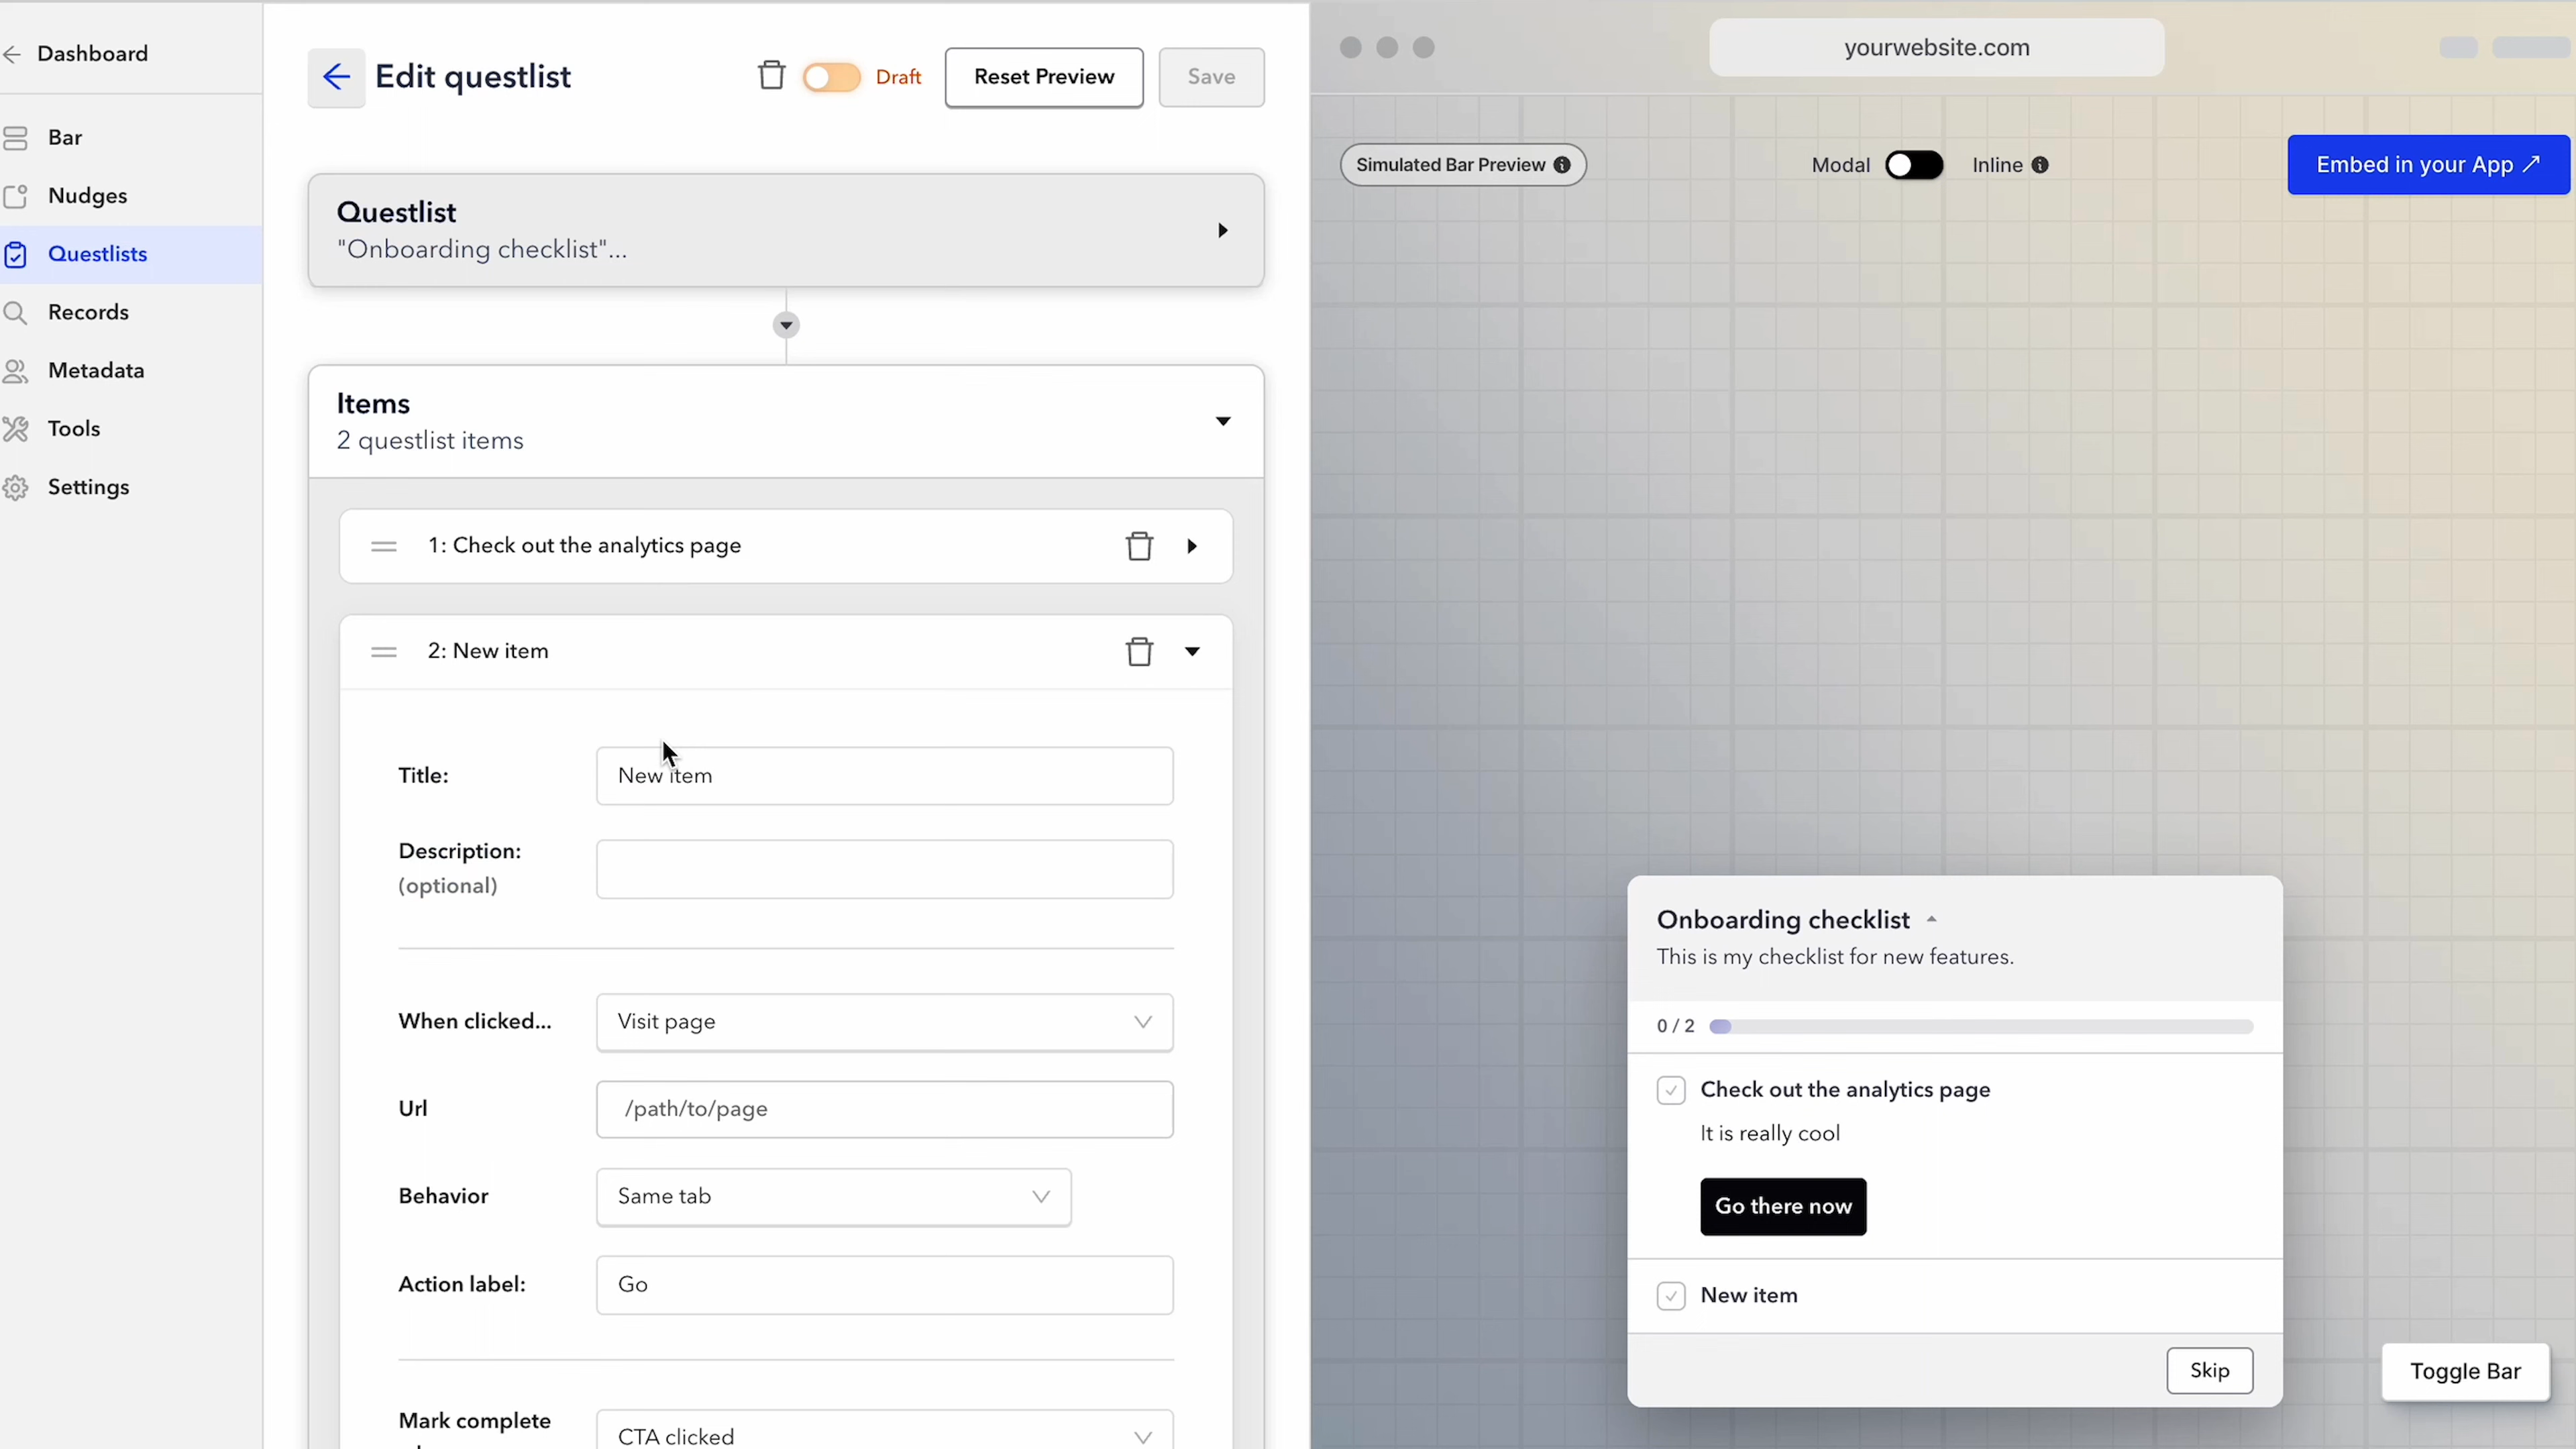 Dashboard
Bar
Nudges
Questlists
Records
Metadata
Tools
Settings
Edit questlist
Draft
Reset Preview
Save
Questlist
"Onboarding checklist"...
Items
2 questlist items
1: Check out the analytics page
2: New item
Title:
New item
Description:
(optional)
When clicked...
Visit page
Url
/path/to/page
Behavior
Same tab
Action label:
Go
Mark complete
CTA clicked
yourwebsite.com
Simulated Bar Preview
Modal
Inline
Embed in your App
Onboarding checklist
This is my checklist for new features.
0 / 2
Check out the analytics page
It is really cool
Go there now
New item
Skip
Toggle Bar